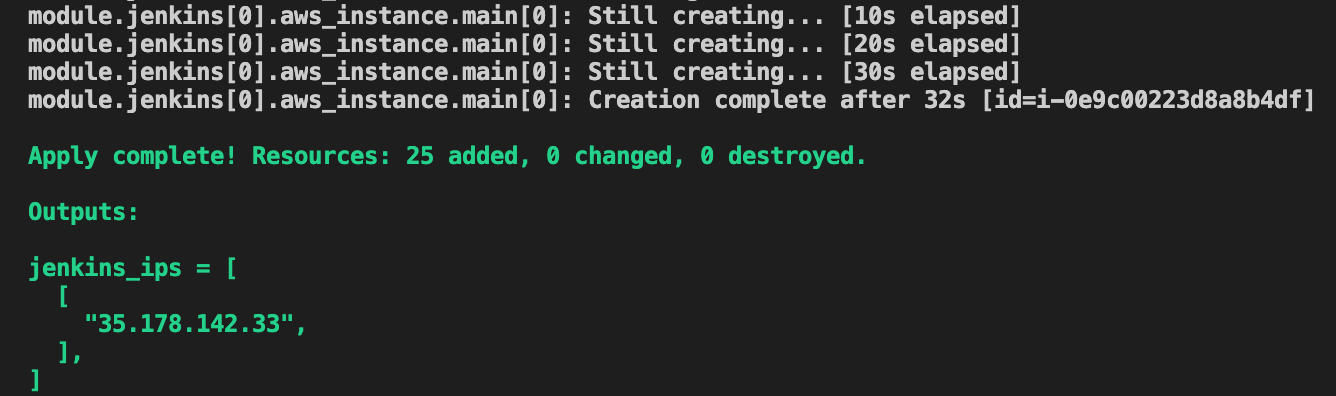 module.jenkins[0].aws_instance.main[0]: Still creating... [10s elapsed]
module.jenkins[0].aws_instance.main[0]: Still creating... [20s elapsed]
module.jenkins[0].aws_instance.main[0]: Still creating... [30s elapsed]
module.jenkins[0].aws_instance.main[0]: Creation complete after 32s [id=i-0e9c00223d8a8b4df]
Apply complete! Resources: 25 added, 0 changed, 0 destroyed.
Outputs:
jenkins_ips = [
  [
    "35.178.142.33",
  ],
]